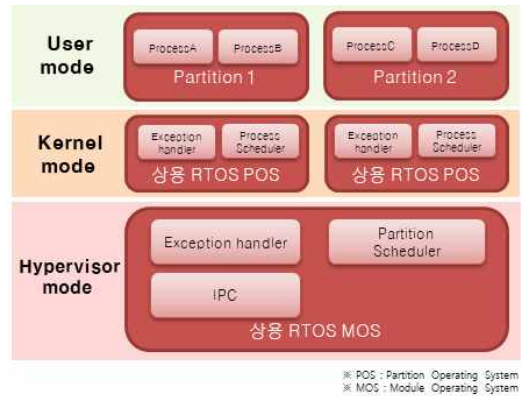 User
mode
ProcessA
ProcessB
Partition 1
ProcessC
ProcessD
Partition 2
Kernel
mode
Exception
handler
Process
Scheduler
상용 RTOS POS
Exception
handler
Process
Scheduler
상용 RTOS POS
Hypervisor
mode
Exception handler
Partition
Scheduler
IPC
상용 RTOS MOS
※ POS : Partition Operating System
※ MOS : Module Operating System